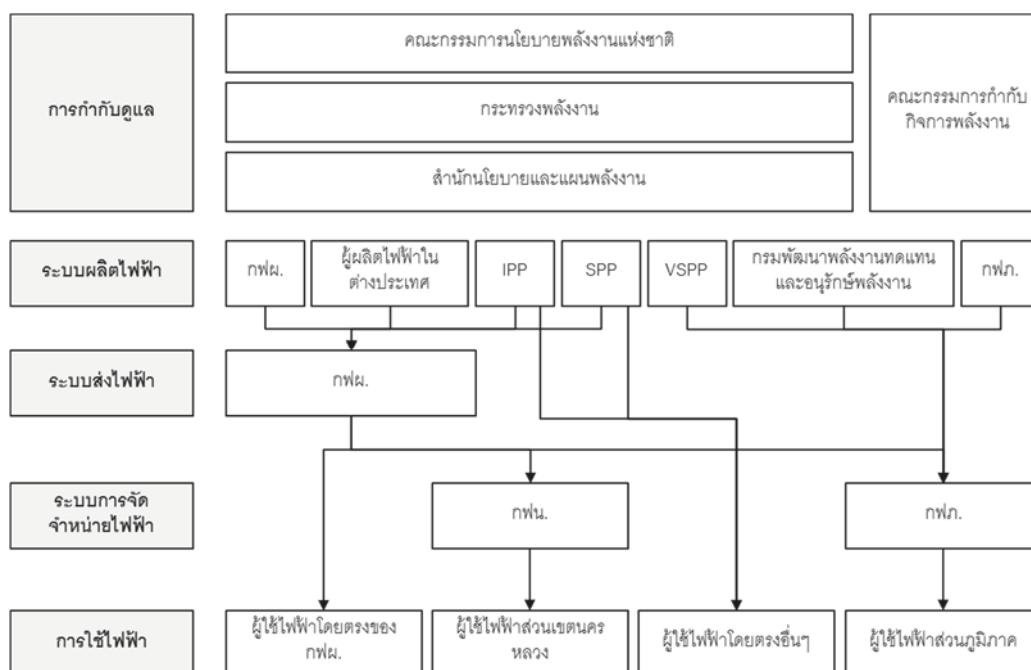 การกำกับดูแล
คณะกรรมการนโยบายพลังงานแห่งชาติ
กระทรวงพลังงาน
สำนักนโยบายและแผนพลังงาน
คณะกรรมการกำกับ
กิจการพลังงาน
ระบบผลิตไฟฟ้า
กฟผ.
ผู้ผลิตไฟฟ้าใน
ต่างประเทศ
IPP
SPP
VSPP
กรมพัฒนาพลังงานทดแทน
และอนุรักษ์พลังงาน
กฟภ.
ระบบส่งไฟฟ้า
กฟผ.
ระบบการจัด
จำหน่ายไฟฟ้า
กฟน.
กฟภ.
การใช้ไฟฟ้า
ผู้ใช้ไฟฟ้าโดยตรงของ
กฟผ.
ผู้ใช้ไฟฟ้าส่วนเขตนคร
หลวง
ผู้ใช้ไฟฟ้าโดยตรงอื่นๆ
ผู้ใช้ไฟฟ้าส่วนภูมิภาค